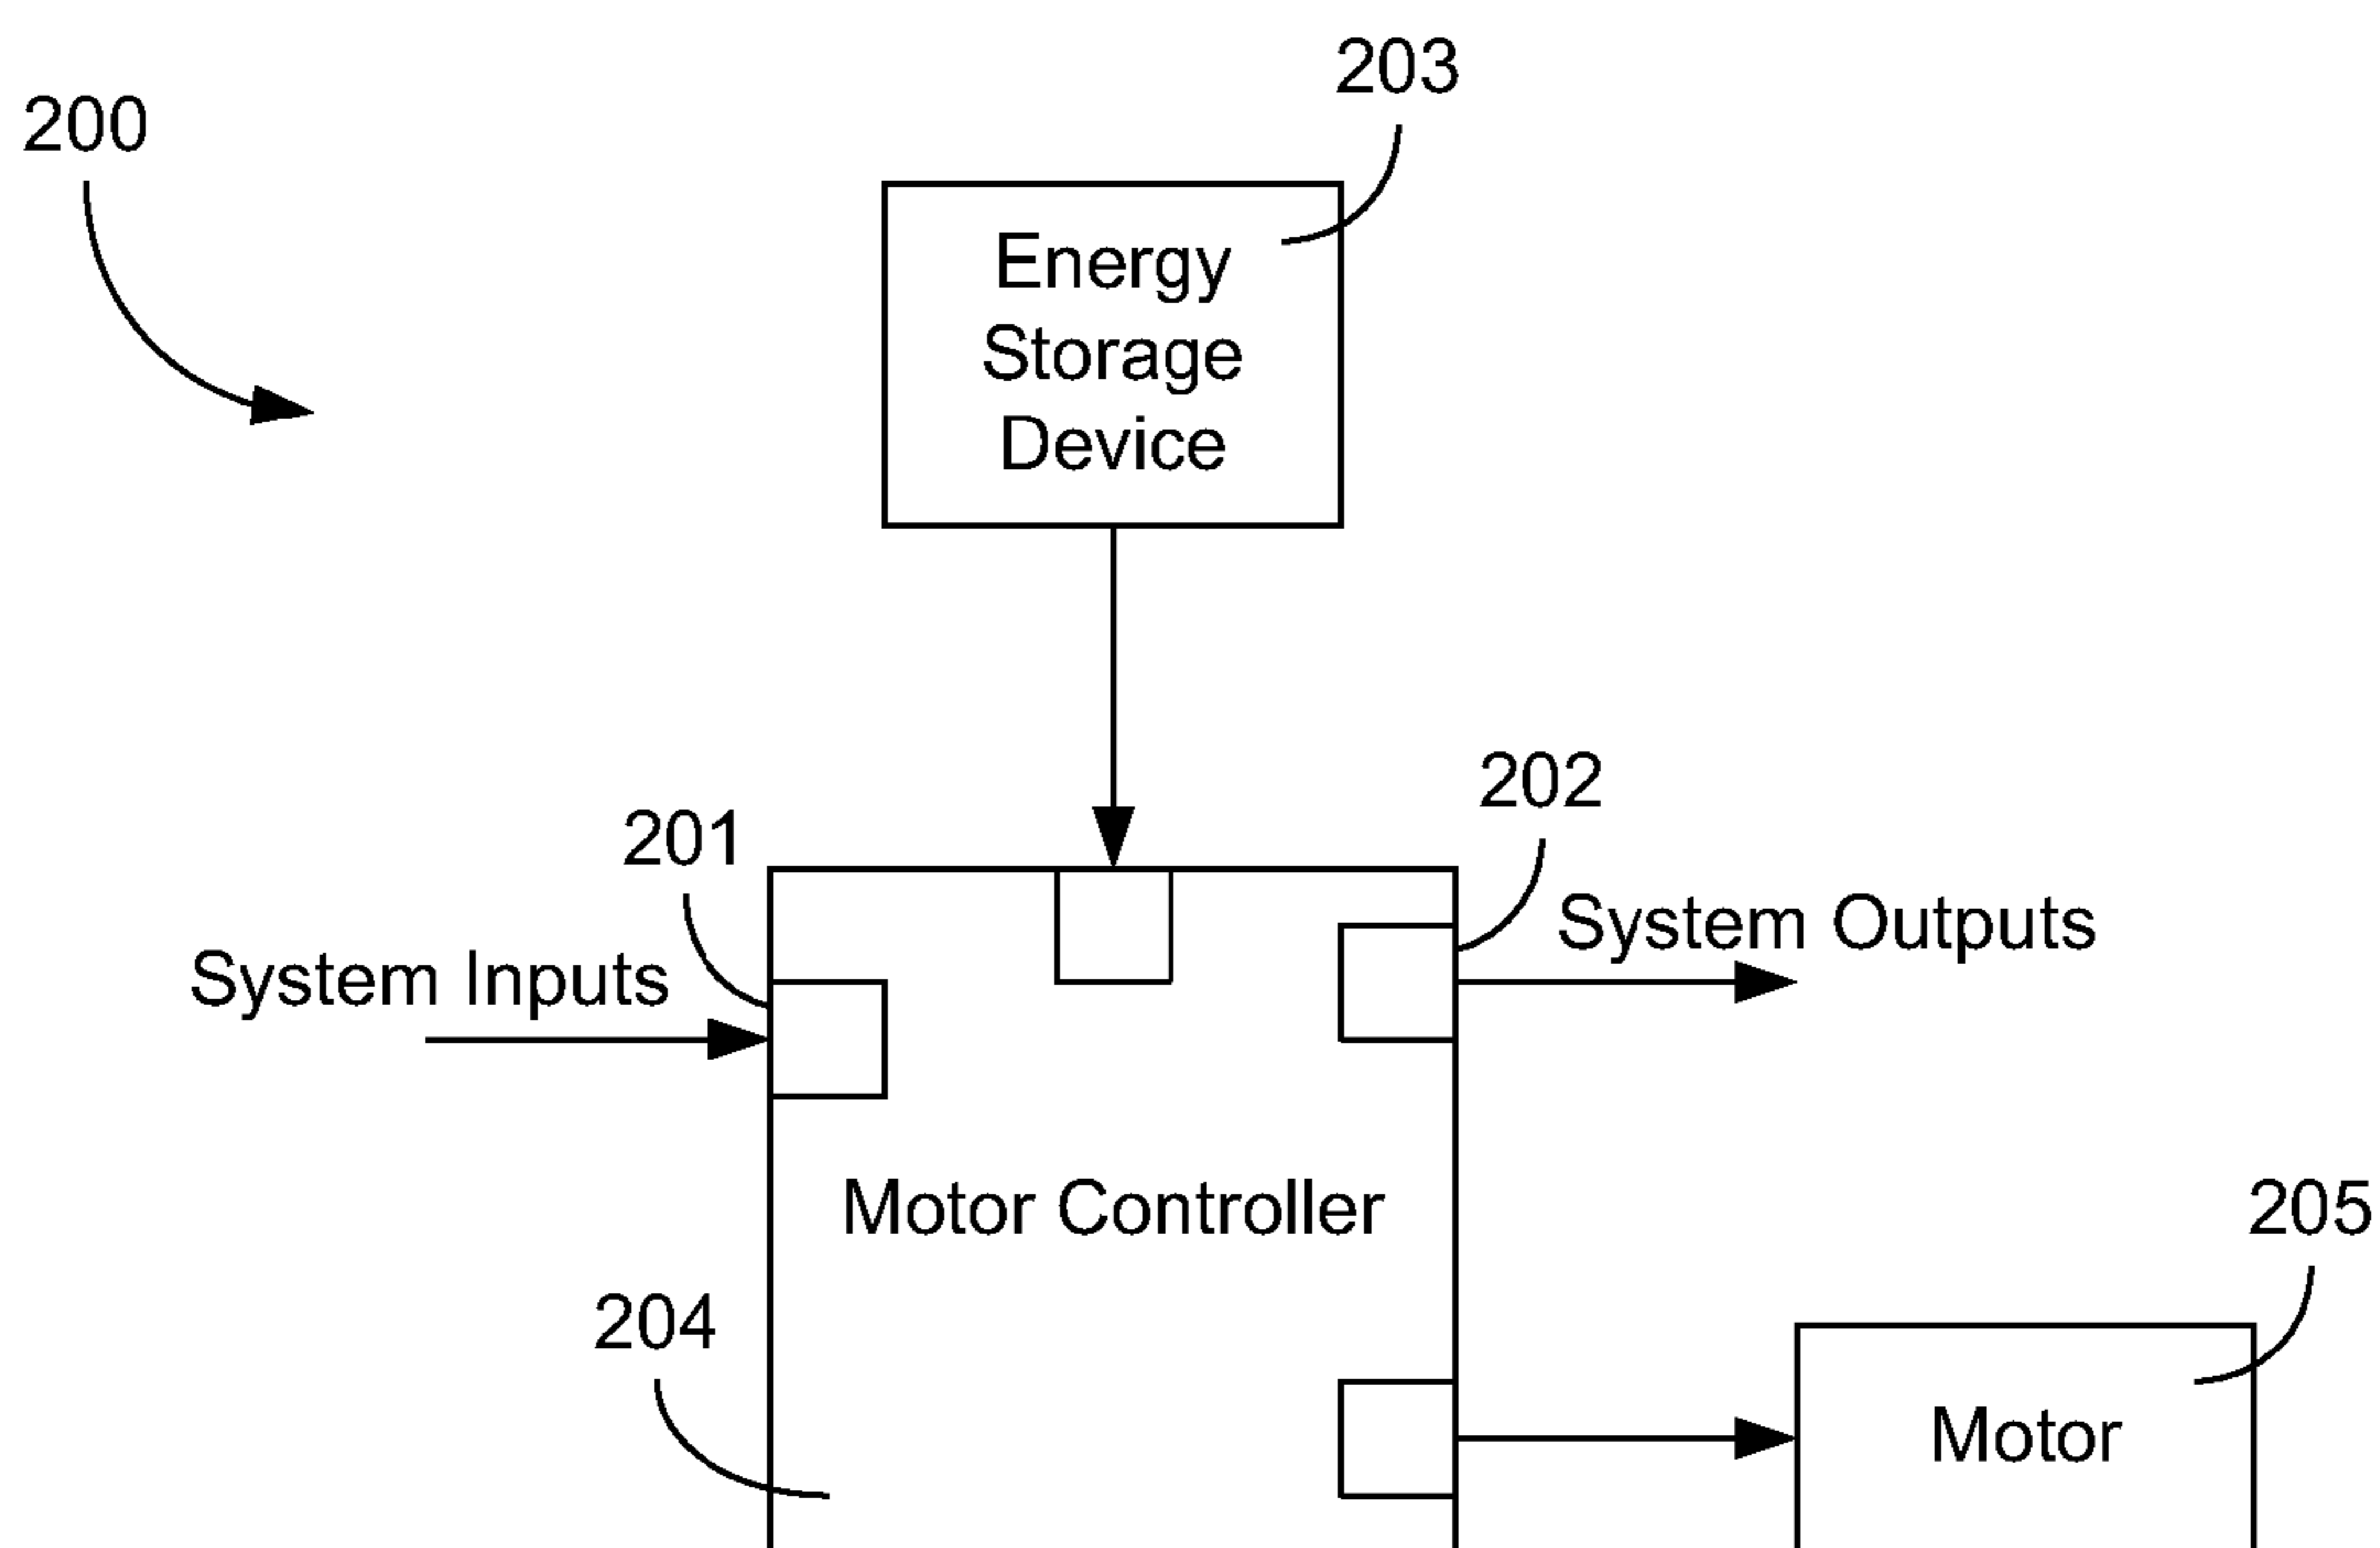 203
200
Energy
Storage
Device
202
201
System Outputs
System Inputs
Motor Controller
205
204
Motor